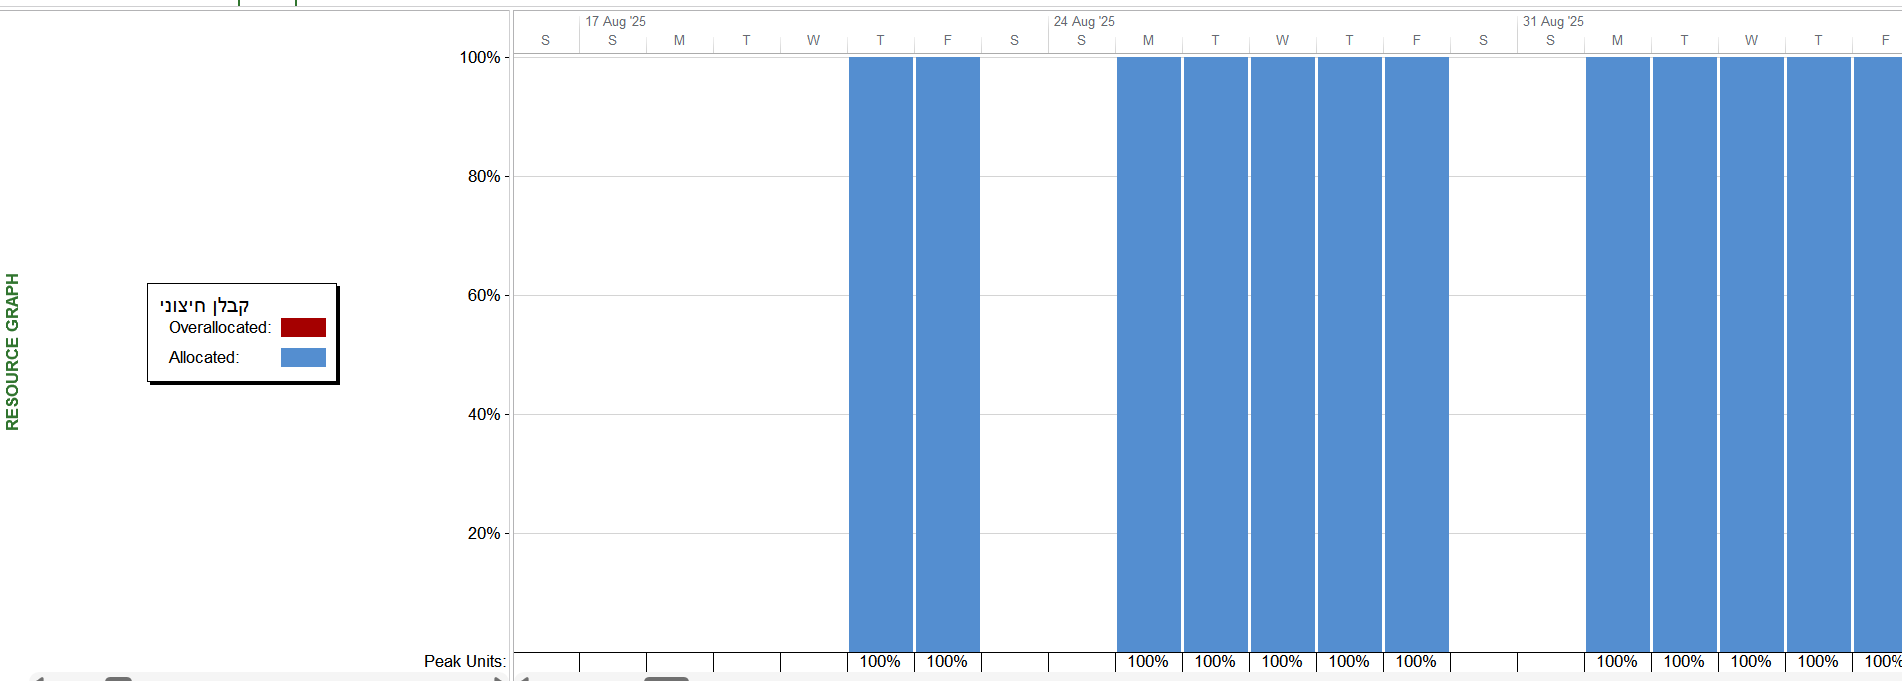 17 Aug '25 24 Aug '25 31 Aug '25
S S M T W T F S S M T W T F S S M T W T F
100%
80%
60%
40%
20%
RESOURCE GRAPH
קבלן חיצוני
Overallocated:
Allocated:
Peak Units: 100% 100% 100% 100% 100% 100% 100% 100% 100% 100% 100% 100%